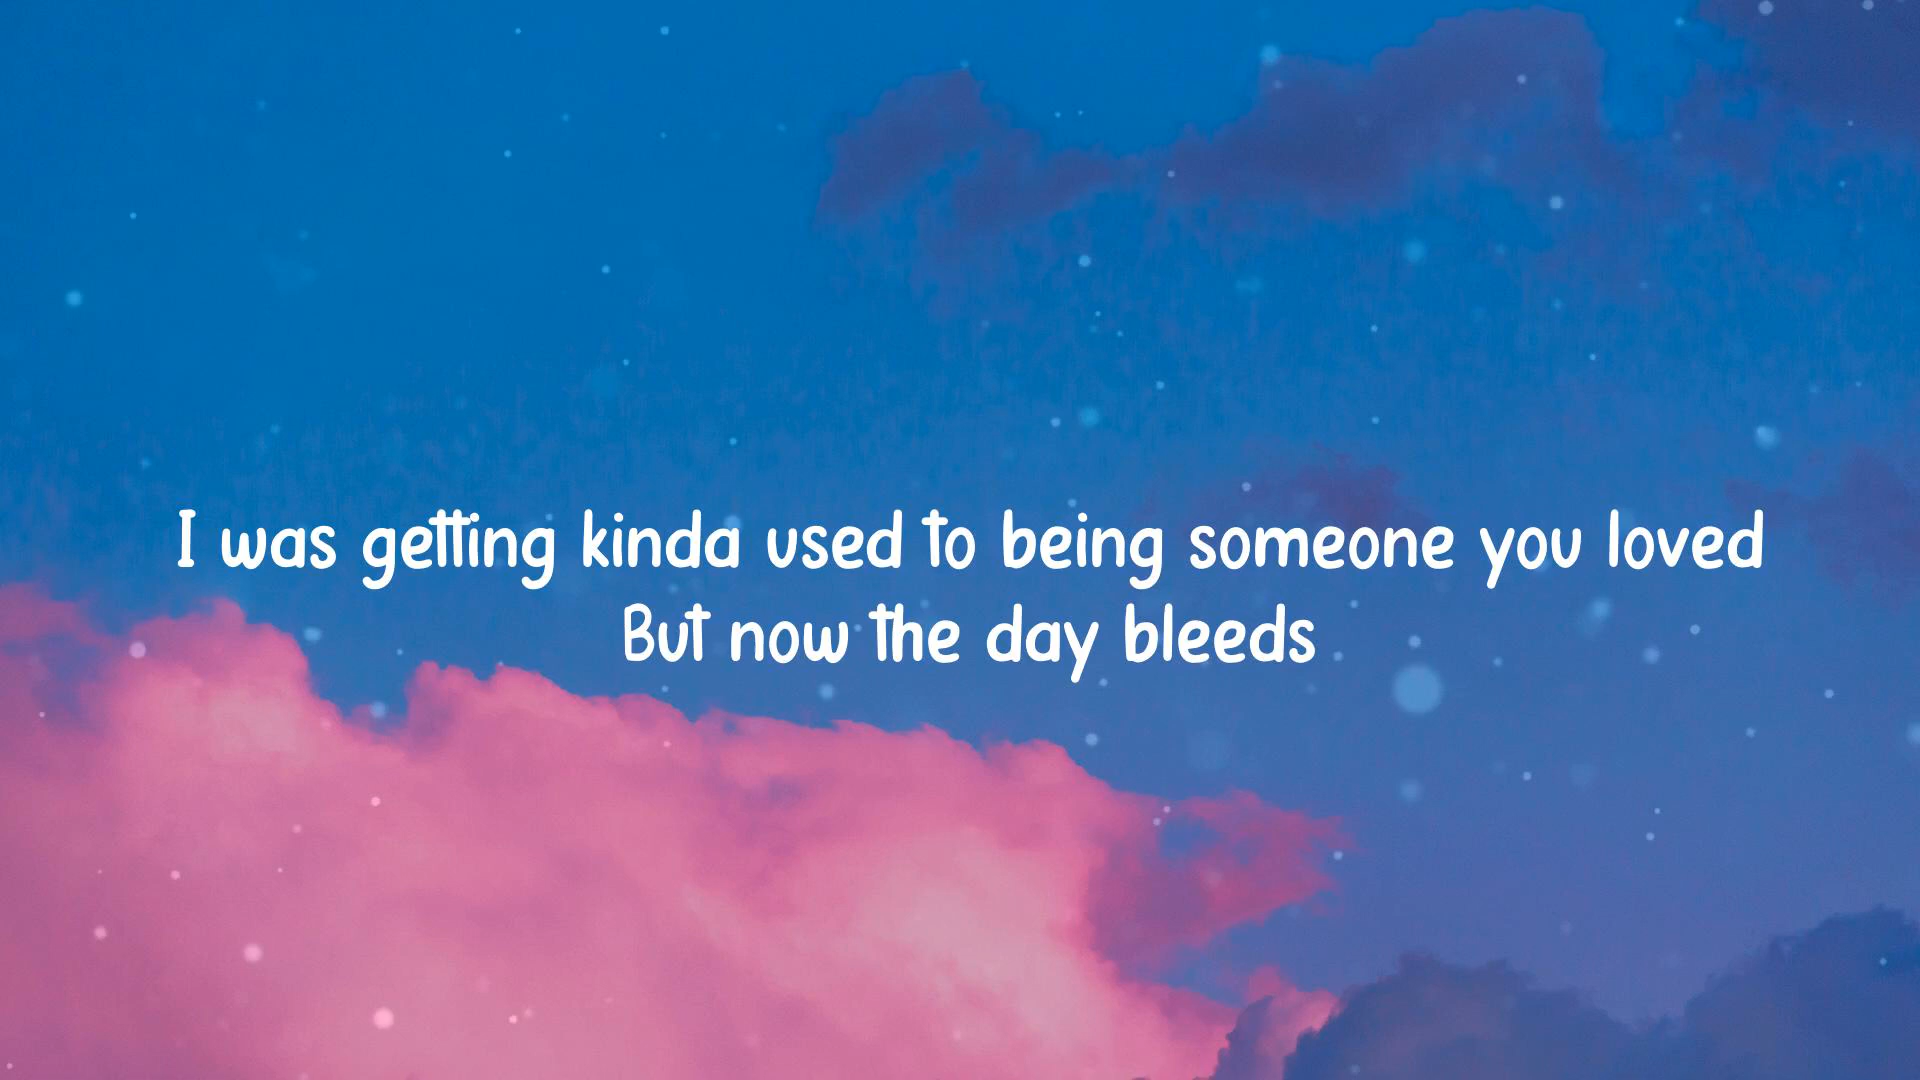 I was getting kinda used to being someone you loved
But now the day bleeds